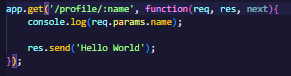 app.get('/profile/:name', function(req, res, next){
    console.log(req.params.name);

    res.send('Hello World');
});